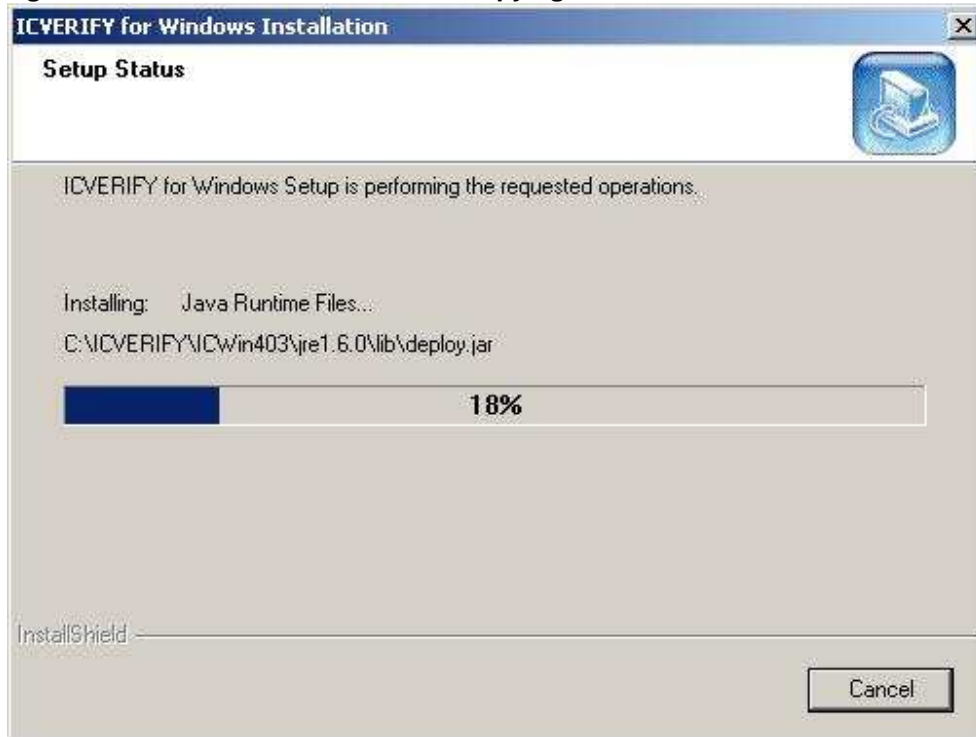 ICVERIFY for Windows Installation
Setup Status
ICVERIFY for Windows Setup is performing the requested operations.
Installing: Java Runtime Files...
C:\ICVERIFY\ICWin403\jre1.6.0\lib\deploy.jar
18%
InstallShield
Cancel